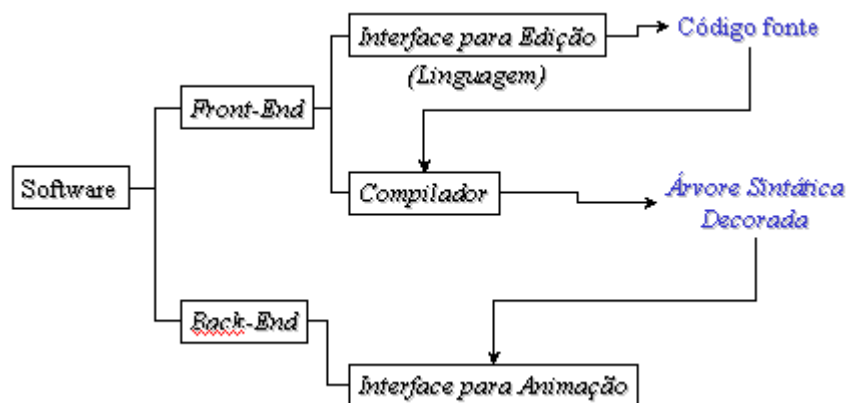 Interface para Edição
Código fonte
(Linguagem)
Front-End
Software
Compilador
Árvore Sintática
Decorada
Back-End
Interface para Animação